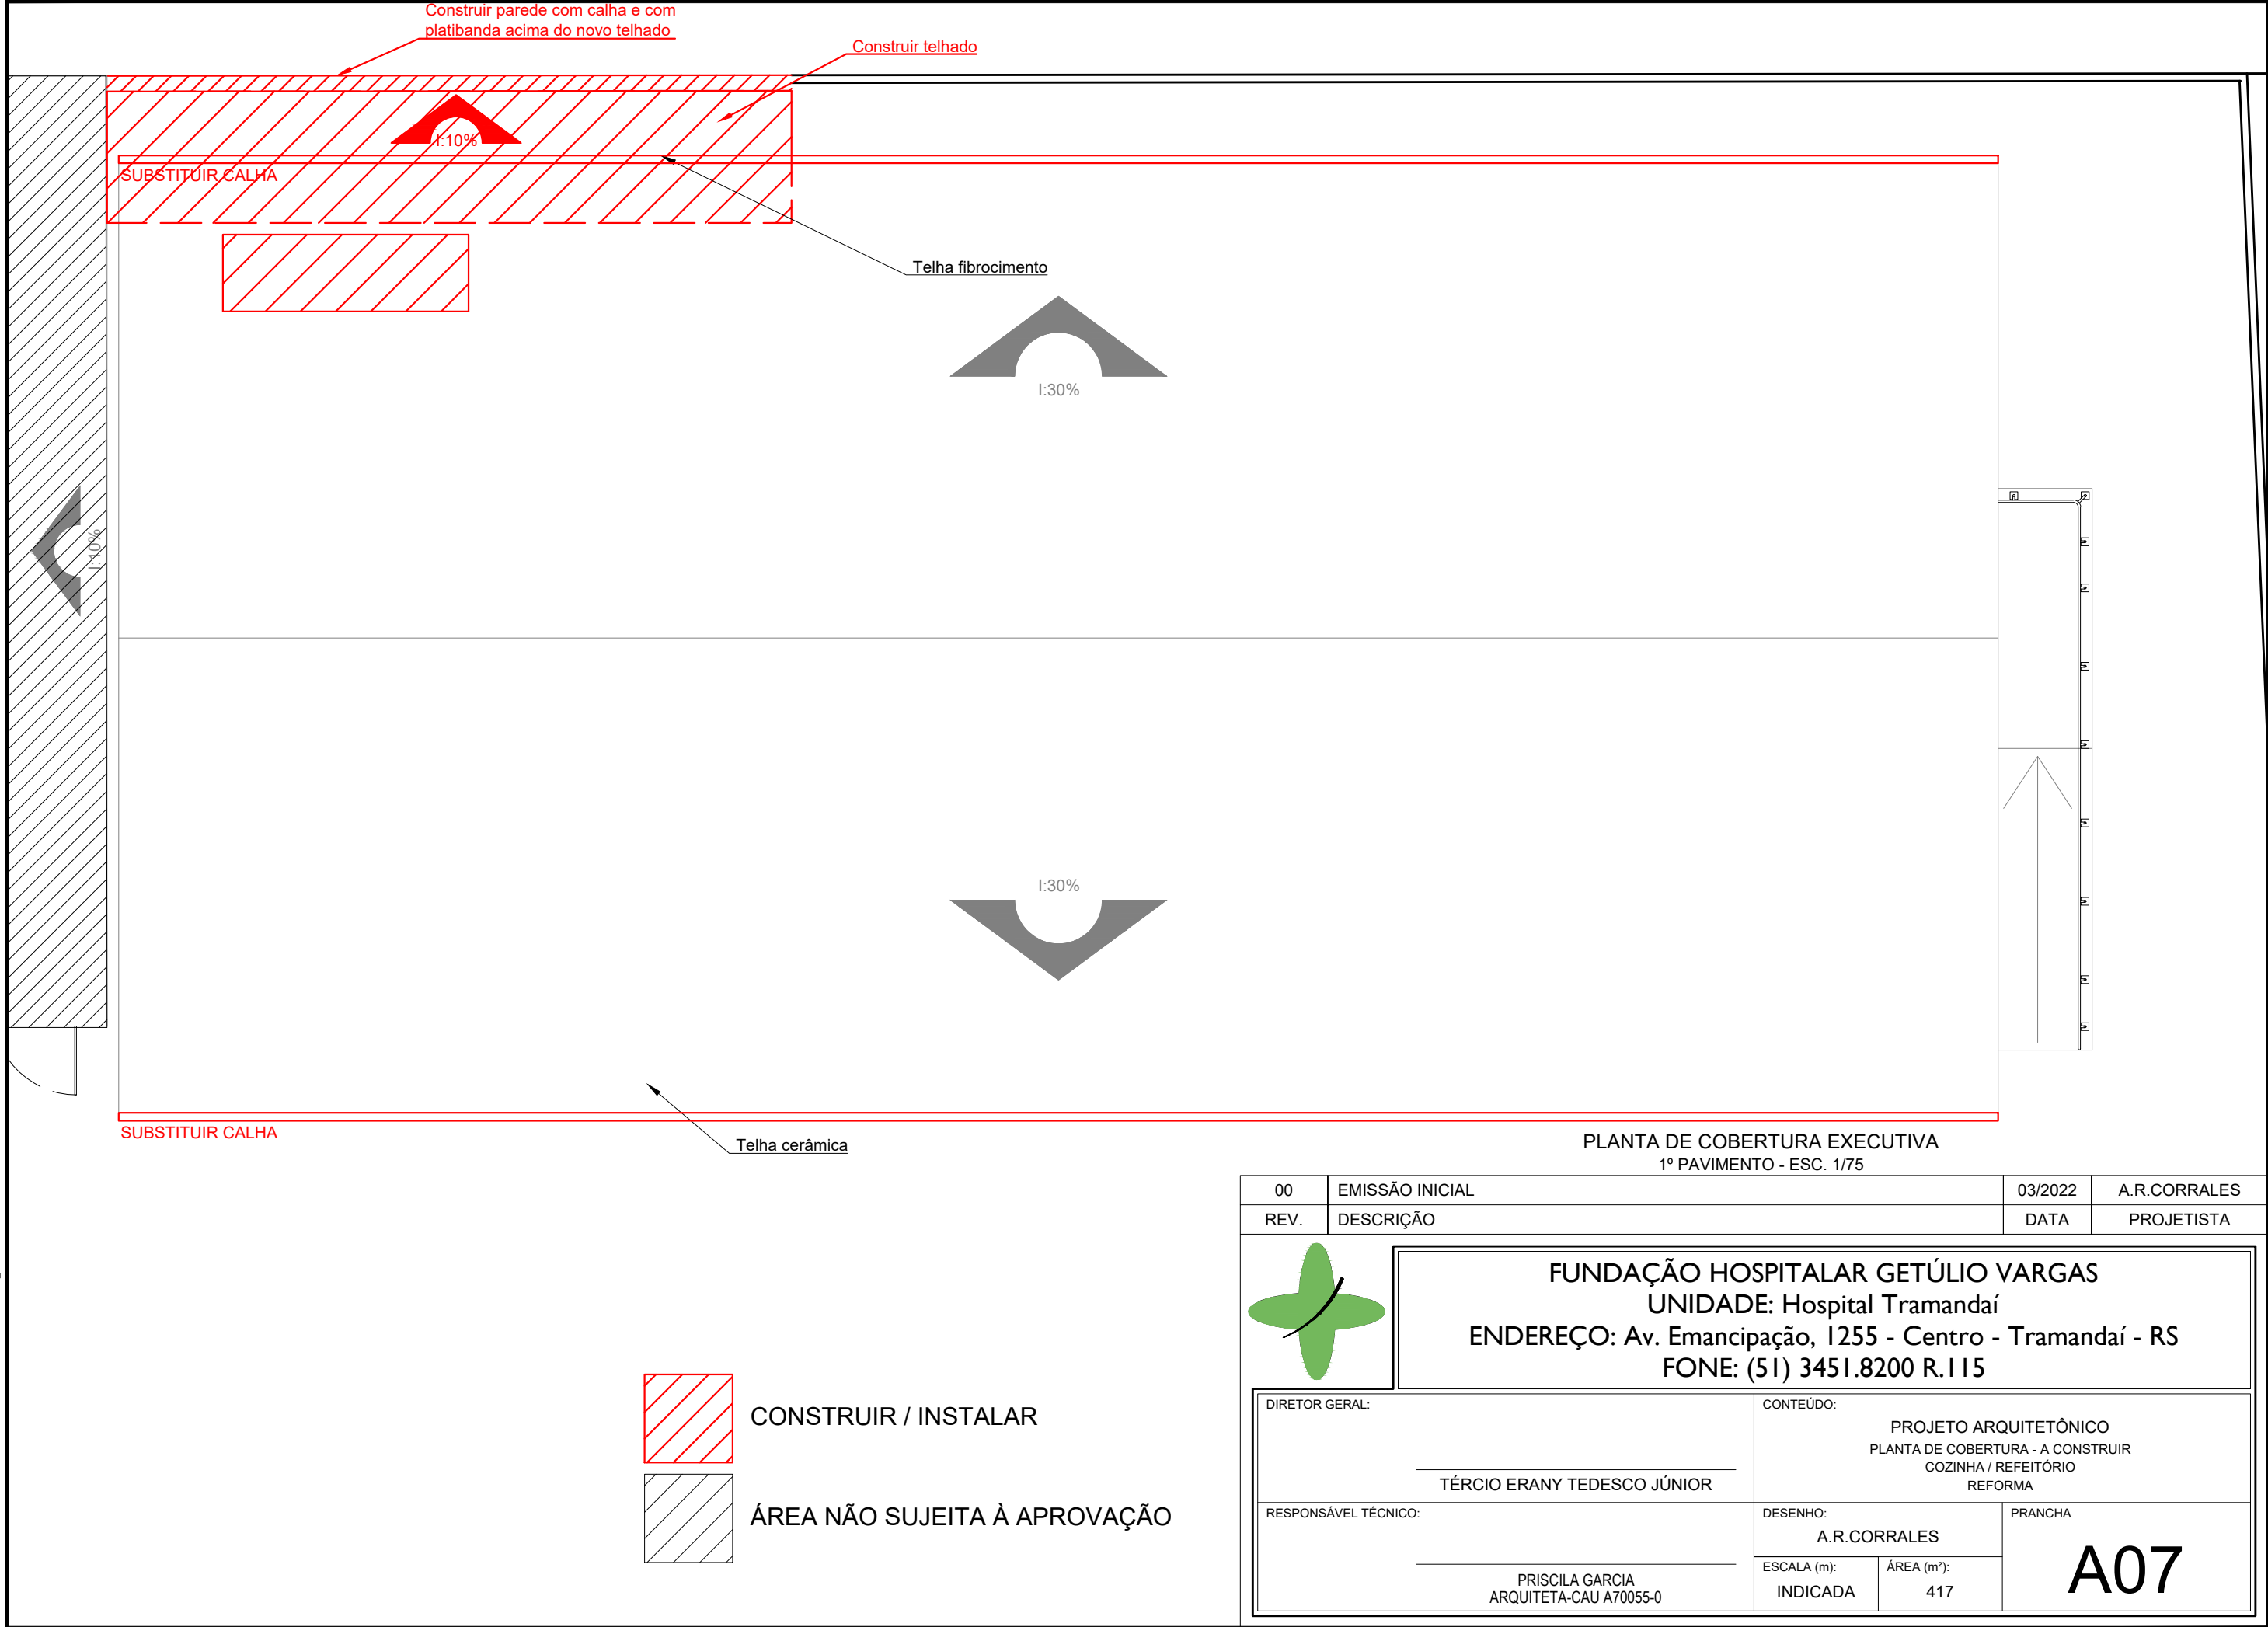 Construir parede com calha e com
platibanda acima do novo telhado
Construir telhado
I:10%
SUBSTITUIR CALHA
Telha fibrocimento
I:30%
I:10%
I:30%
SUBSTITUIR CALHA
Telha cerâmica
PLANTA DE COBERTURA EXECUTIVA
1º PAVIMENTO - ESC. 1/75
00 EMISSÃO INICIAL 03/2022 A.R.CORRALES
REV. DESCRIÇÃO DATA PROJETISTA
FUNDAÇÃO HOSPITALAR GETÚLIO VARGAS
UNIDADE: Hospital Tramandaí
ENDEREÇO: Av. Emancipação, 1255 - Centro - Tramandaí - RS
FONE: (51) 3451.8200 R.115
CONSTRUIR / INSTALAR
ÁREA NÃO SUJEITA À APROVAÇÃO
DIRETOR GERAL:
TÉRCIO ERANY TEDESCO JÚNIOR
CONTEÚDO:
PROJETO ARQUITETÔNICO
PLANTA DE COBERTURA - A CONSTRUIR
COZINHA / REFEITÓRIO
REFORMA
RESPONSÁVEL TÉCNICO:
PRISCILA GARCIA
ARQUITETA-CAU A70055-0
DESENHO:
A.R.CORRALES
ESCALA (m):
INDICADA
ÁREA (m²):
417
PRANCHA
A07